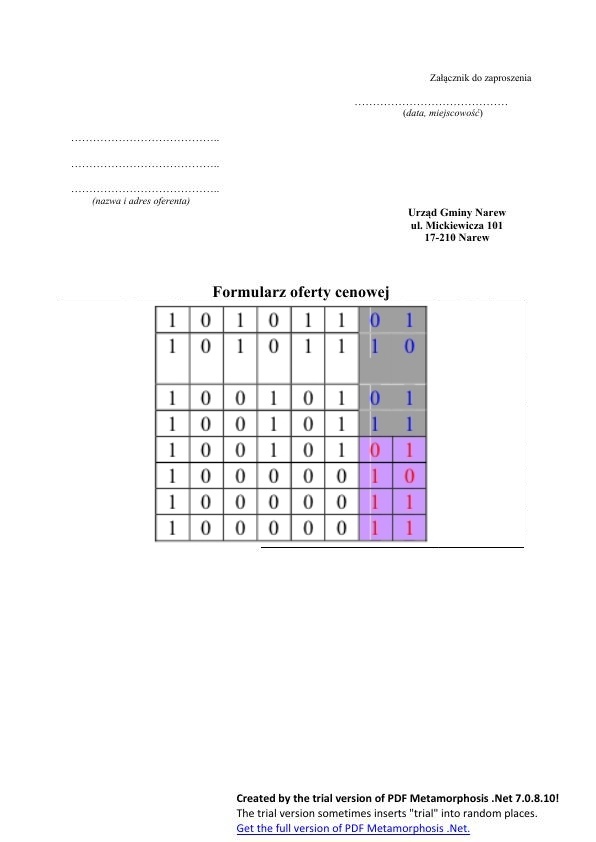 Załącznik do zaproszenia
……………………………………
(data, miejscowość)
…………………………………..
…………………………………..
…………………………………..
(nazwa i adres oferenta)
Urząd Gminy Narew
ul. Mickiewicza 101
17-210 Narew
Formularz oferty cenowej
1 0 1 0 1 1 0 1
1 0 1 0 1 1 1 0
1 0 0 1 0 1 0 1
1 0 0 1 0 1 1 1
1 0 0 1 0 1 0 1
1 0 0 0 0 0 1 0
1 0 0 0 0 0 1 1
1 0 0 0 0 0 1 1
Created by the trial version of PDF Metamorphosis .Net 7.0.8.10!
The trial version sometimes inserts "trial" into random places.
Get the full version of PDF Metamorphosis .Net.